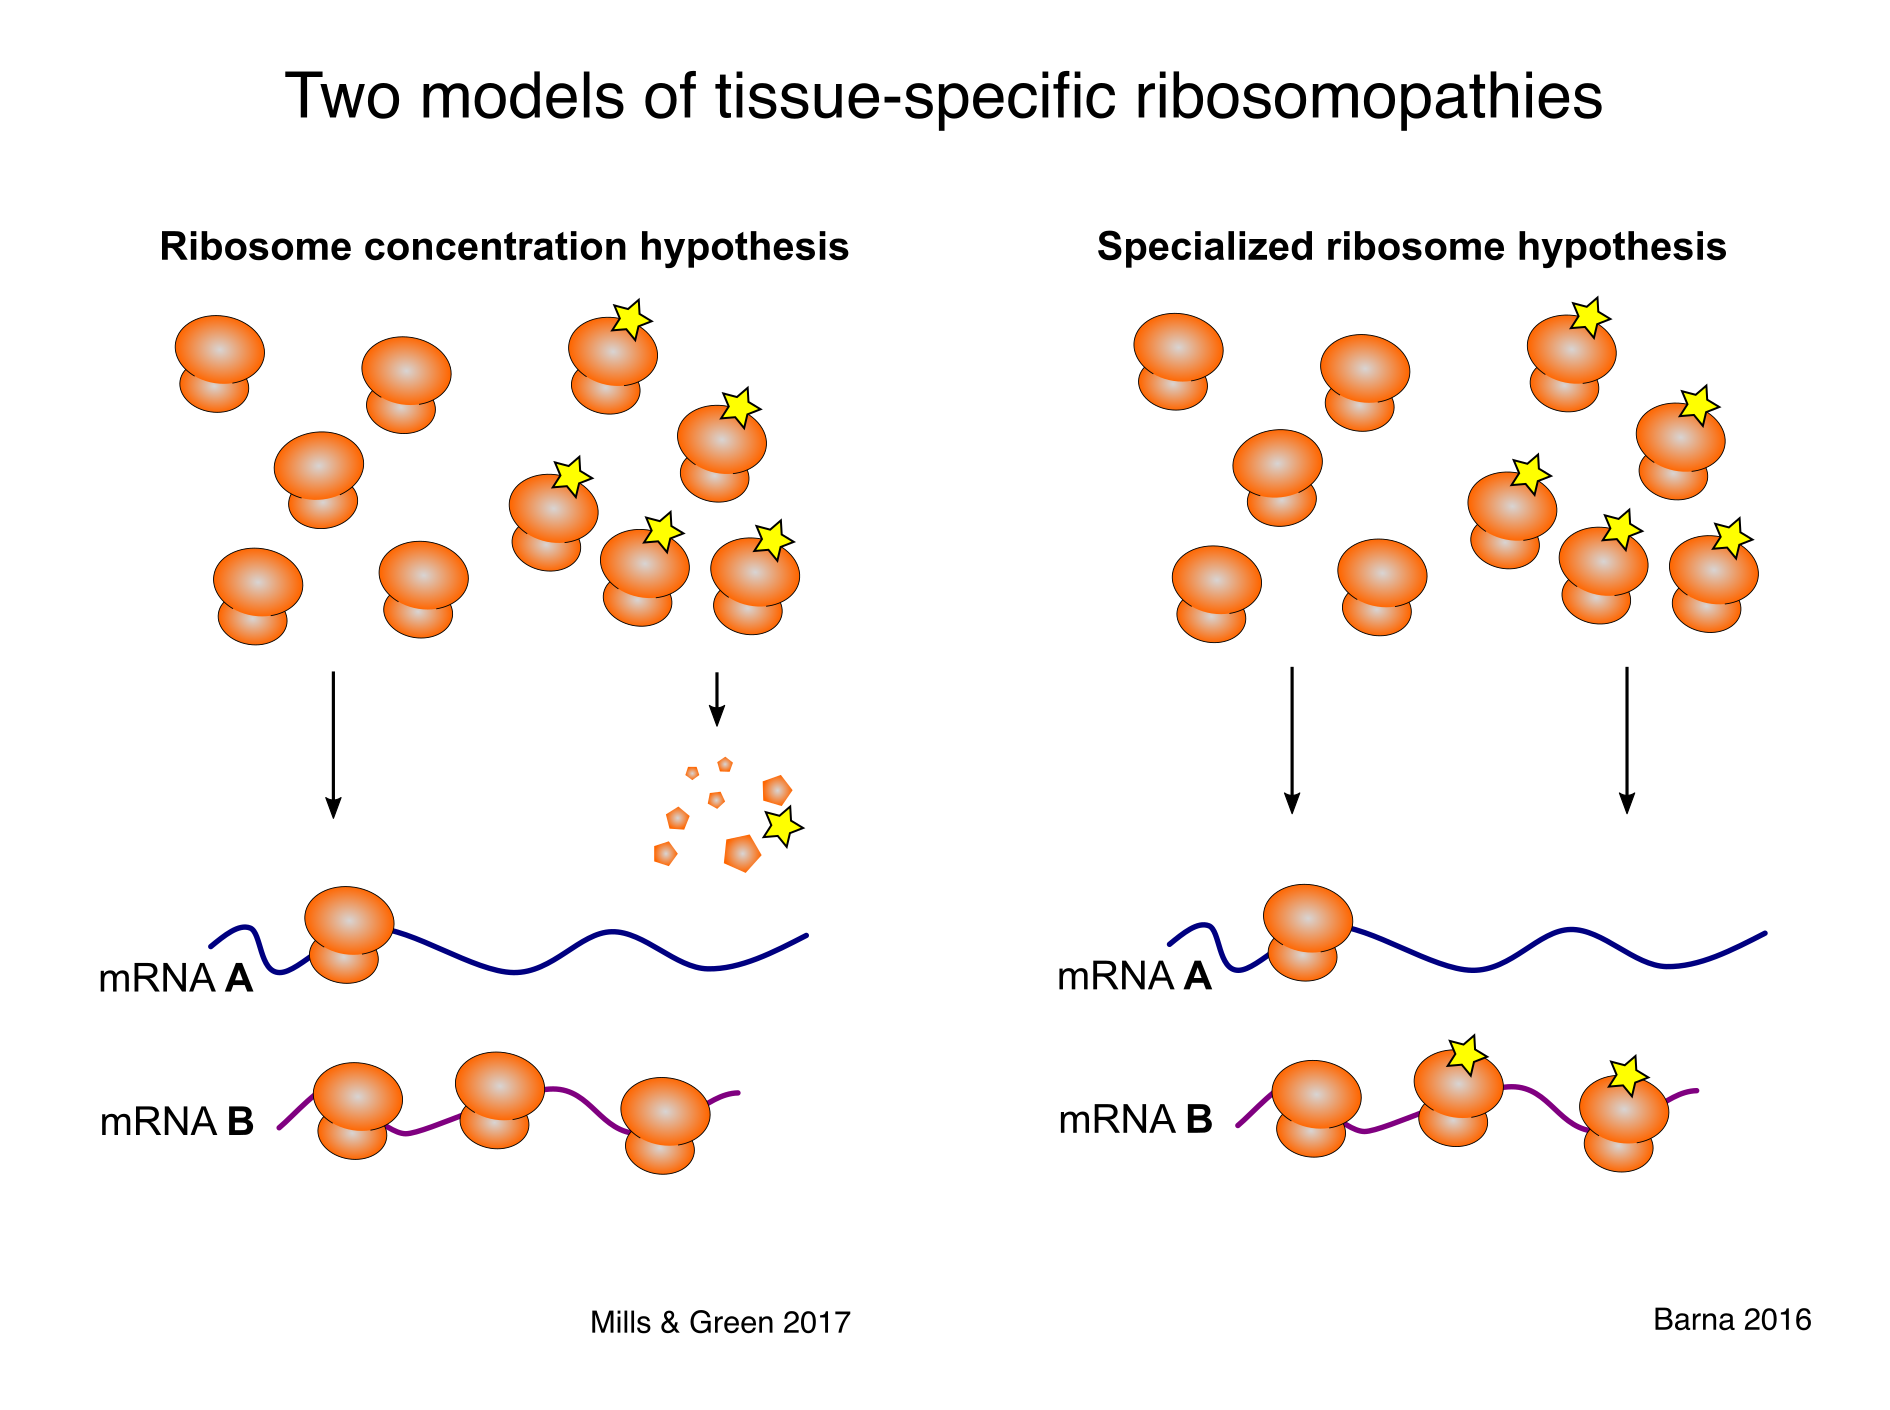 Two models of tissue-specific ribosomopathies
Ribosome concentration hypothesis
mRNA A
mRNA B
Mills & Green 2017
Specialized ribosome hypothesis
mRNA A
mRNA B
Barna 2016